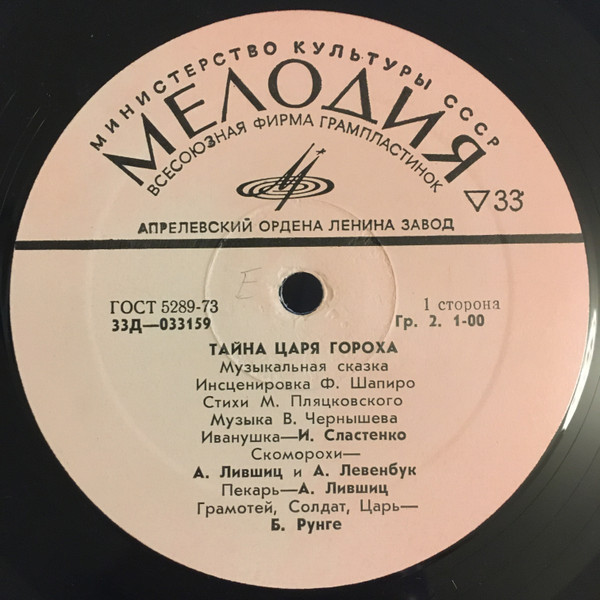 МИНИСТЕРСТВО КУЛЬТУРЫ СССР
МЕЛОДИЯ
ВСЕСОЮЗНАЯ ФИРМА ГРАМПЛАСТИНОК
33
АПРЕЛЕВСКИЙ ОРДЕНА ЛЕНИНА ЗАВОД
E
ГОСТ 5289-73
33Д—033159
1 сторона
Гр. 2. 1-00
ТАЙНА ЦАРЯ ГОРОХА
Музыкальная сказка
Инсценировка Ф. Шапиро
Стихи М. Пляцковского
Музыка В. Чернышева
Иванушка—И. Сластенко
Скоморохи—
А. Лившиц и А. Левенбук
Пекарь—А. Лившиц
Грамотей, Солдат, Царь—
Б. Рунге